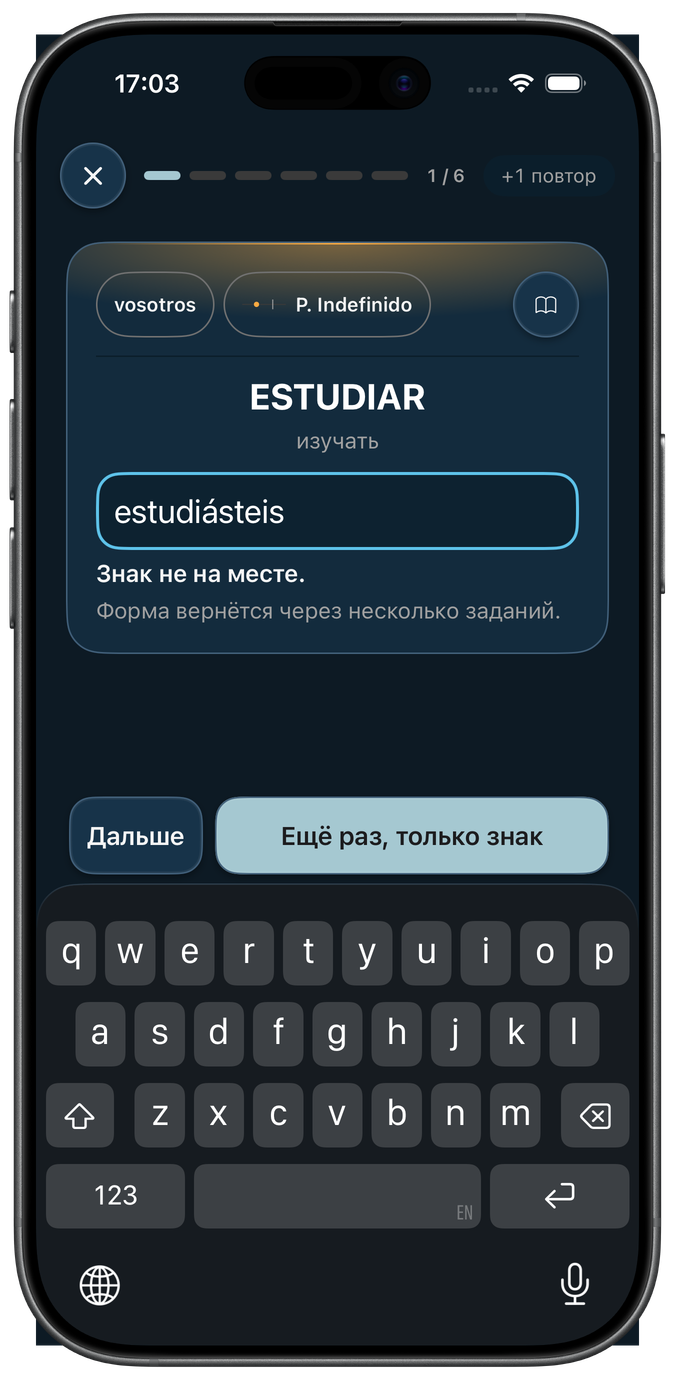 17:03
1 / 6
+1 повтор
vosotros
P. Indefinido
ESTUDIAR
изучать
estudiásteis
Знак не на месте.
Форма вернётся через несколько заданий.
Дальше
Ещё раз, только знак
q w e r t y u i o p
a s d f g h j k l
z x c v b n m
123
EN